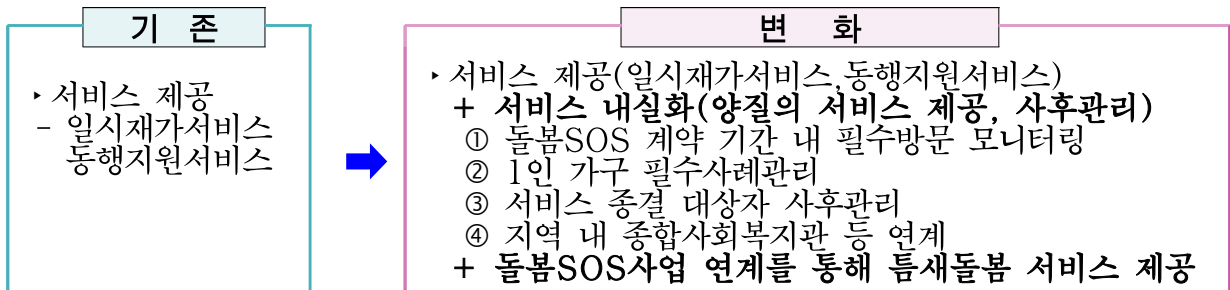 기 존
‣ 서비스 제공
- 일시재가서비스
동행지원서비스
변 화
‣ 서비스 제공(일시재가서비스,동행지원서비스)
+ 서비스 내실화(양질의 서비스 제공, 사후관리)
① 돌봄SOS 계약 기간 내 필수방문 모니터링
② 1인 가구 필수사례관리
③ 서비스 종결 대상자 사후관리
④ 지역 내 종합사회복지관 등 연계
+ 돌봄SOS사업 연계를 통해 틈새돌봄 서비스 제공